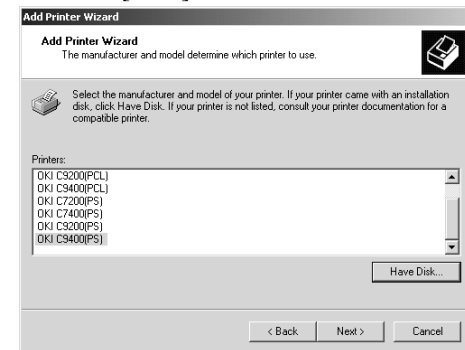 Add Printer Wizard
Add Printer Wizard
The manufacturer and model determine which printer to use.
Select the manufacturer and model of your printer. If your printer came with an installation
disk, click Have Disk. If your printer is not listed, consult your printer documentation for a
compatible printer.
Printers:
OKI C9200(PCL)
OKI C9400(PCL)
OKI C7200(PS)
OKI C7400(PS)
OKI C9200(PS)
OKI C9400(PS)
Have Disk...
< Back Next > Cancel